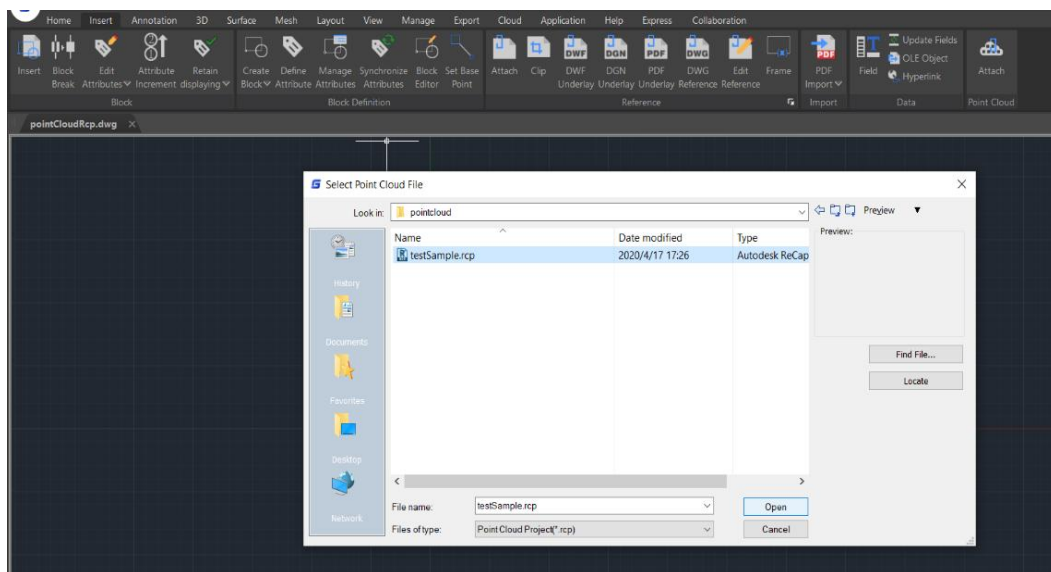 Home Insert Annotation 3D Surface Mesh Layout View Manage Export Cloud Application Help Express Collaboration
Insert Block Break Edit Attributes Attribute Increment Retain displaying Create Block Define Attribute Manage Attributes Synchronize Attributes Block Editor Set Base Point Attach Clip DWF Underlay DGN Underlay PDF Underlay DWG Reference Edit Reference Frame PDF Import Field Update Fields OLE Object Hyperlink Attach
Block Block Definition Reference Import Data Point Cloud
pointCloudRcp.dwg
Select Point Cloud File
Look in: pointcloud Preview
Name Date modified Type Preview:
testSample.rcp 2020/4/17 17:26 Autodesk ReCap
History
Documents
Find File...
Locate
Favorites
Desktop
Network
File name: testSample.rcp Open
Files of type: Point Cloud Project(*.rcp) Cancel